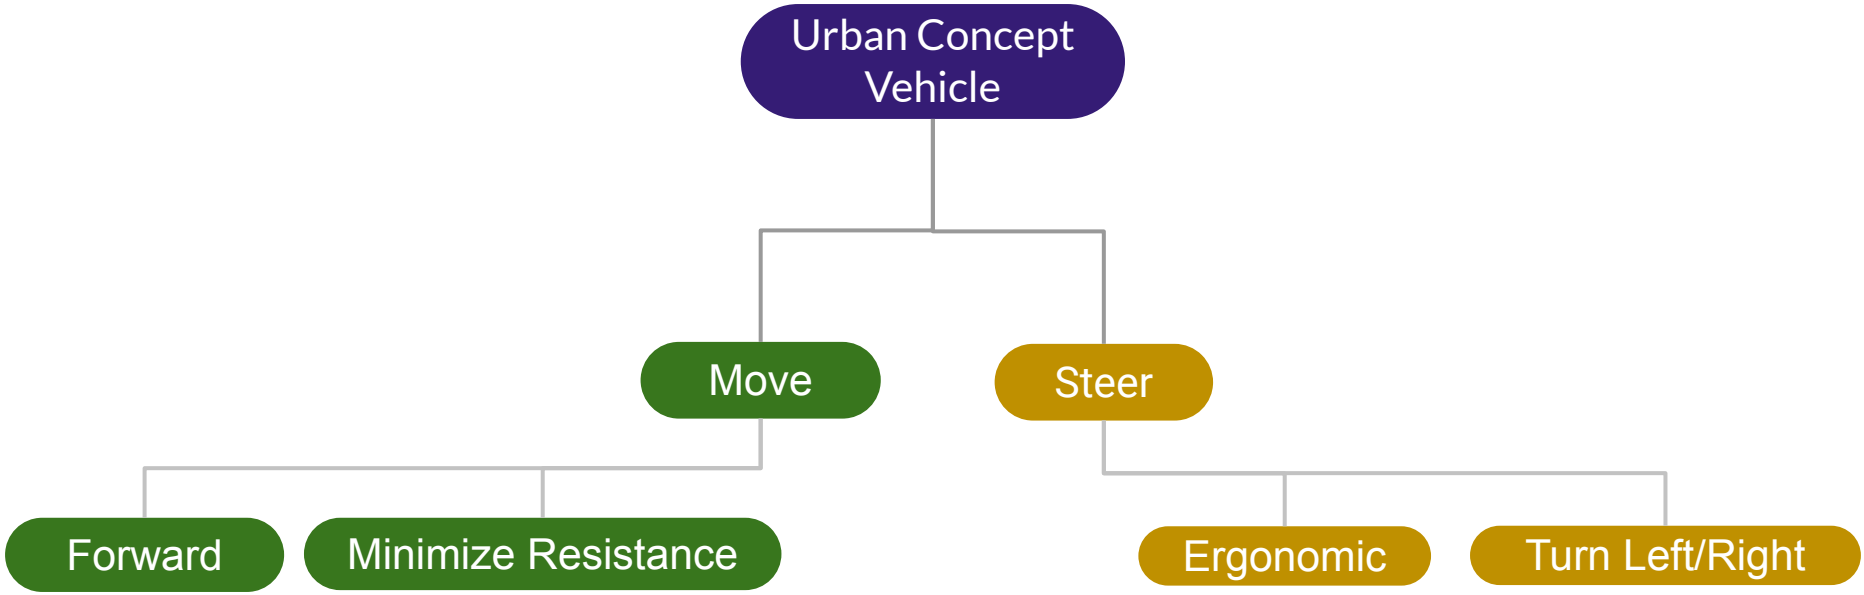 Urban Concept
Vehicle
Move
Steer
Forward
Minimize Resistance
Ergonomic
Turn Left/Right